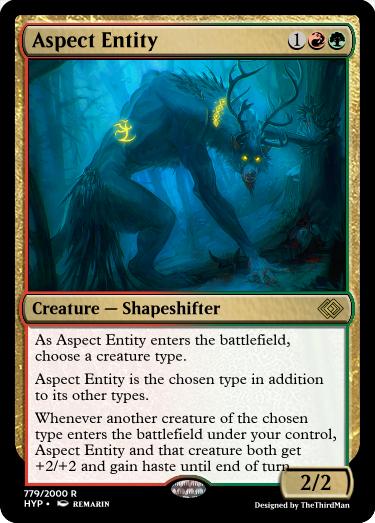 Aspect Entity 1
Creature — Shapeshifter
As Aspect Entity enters the battlefield,
choose a creature type.
Aspect Entity is the chosen type in addition
to its other types.
Whenever another creature of the chosen
type enters the battlefield under your control,
Aspect Entity and that creature both get
+2/+2 and gain haste until end of turn.
2/2
779/2000 R
HYP • REMARIN
Designed by TheThirdMan